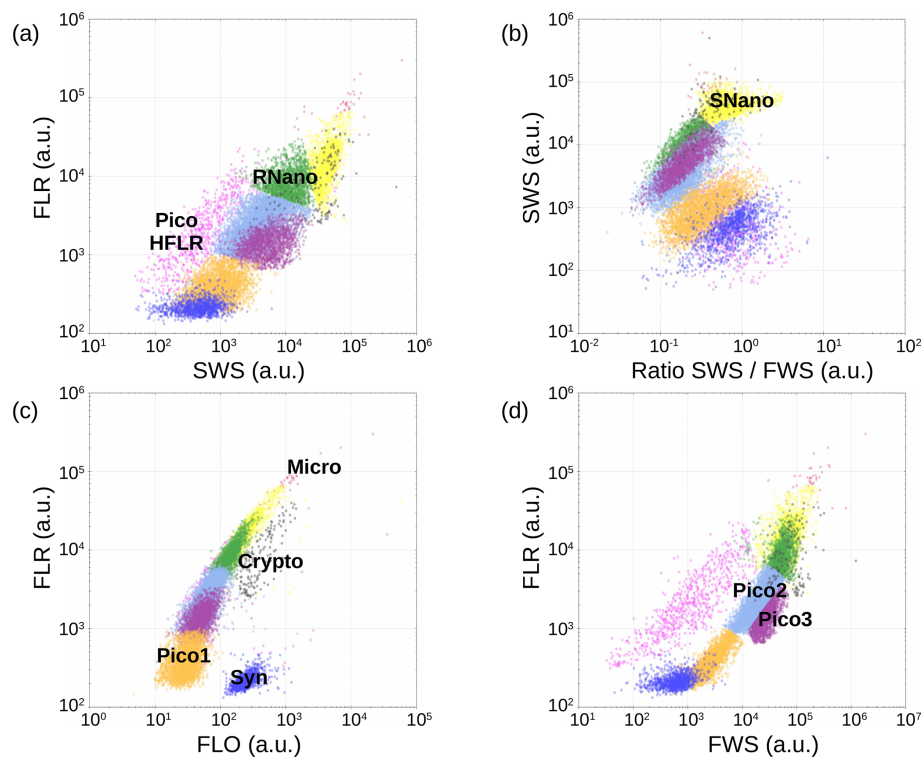 (a)
10⁶
10⁵
10⁴
10³
10²
FLR (a.u.)
RNano
Pico
HFLR
10¹ 10² 10³ 10⁴ 10⁵ 10⁶
SWS (a.u.)
(b)
10⁶
10⁵
10⁴
10³
10²
10¹
SWS (a.u.)
SNano
10⁻² 10⁻¹ 10⁰ 10¹ 10²
Ratio SWS / FWS (a.u.)
(c)
10⁶
10⁵
10⁴
10³
10²
FLR (a.u.)
Micro
Crypto
Pico1
Syn
10⁰ 10¹ 10² 10³ 10⁴ 10⁵
FLO (a.u.)
(d)
10⁶
10⁵
10⁴
10³
10²
FLR (a.u.)
Pico2
Pico3
10¹ 10² 10³ 10⁴ 10⁵ 10⁶ 10⁷
FWS (a.u.)